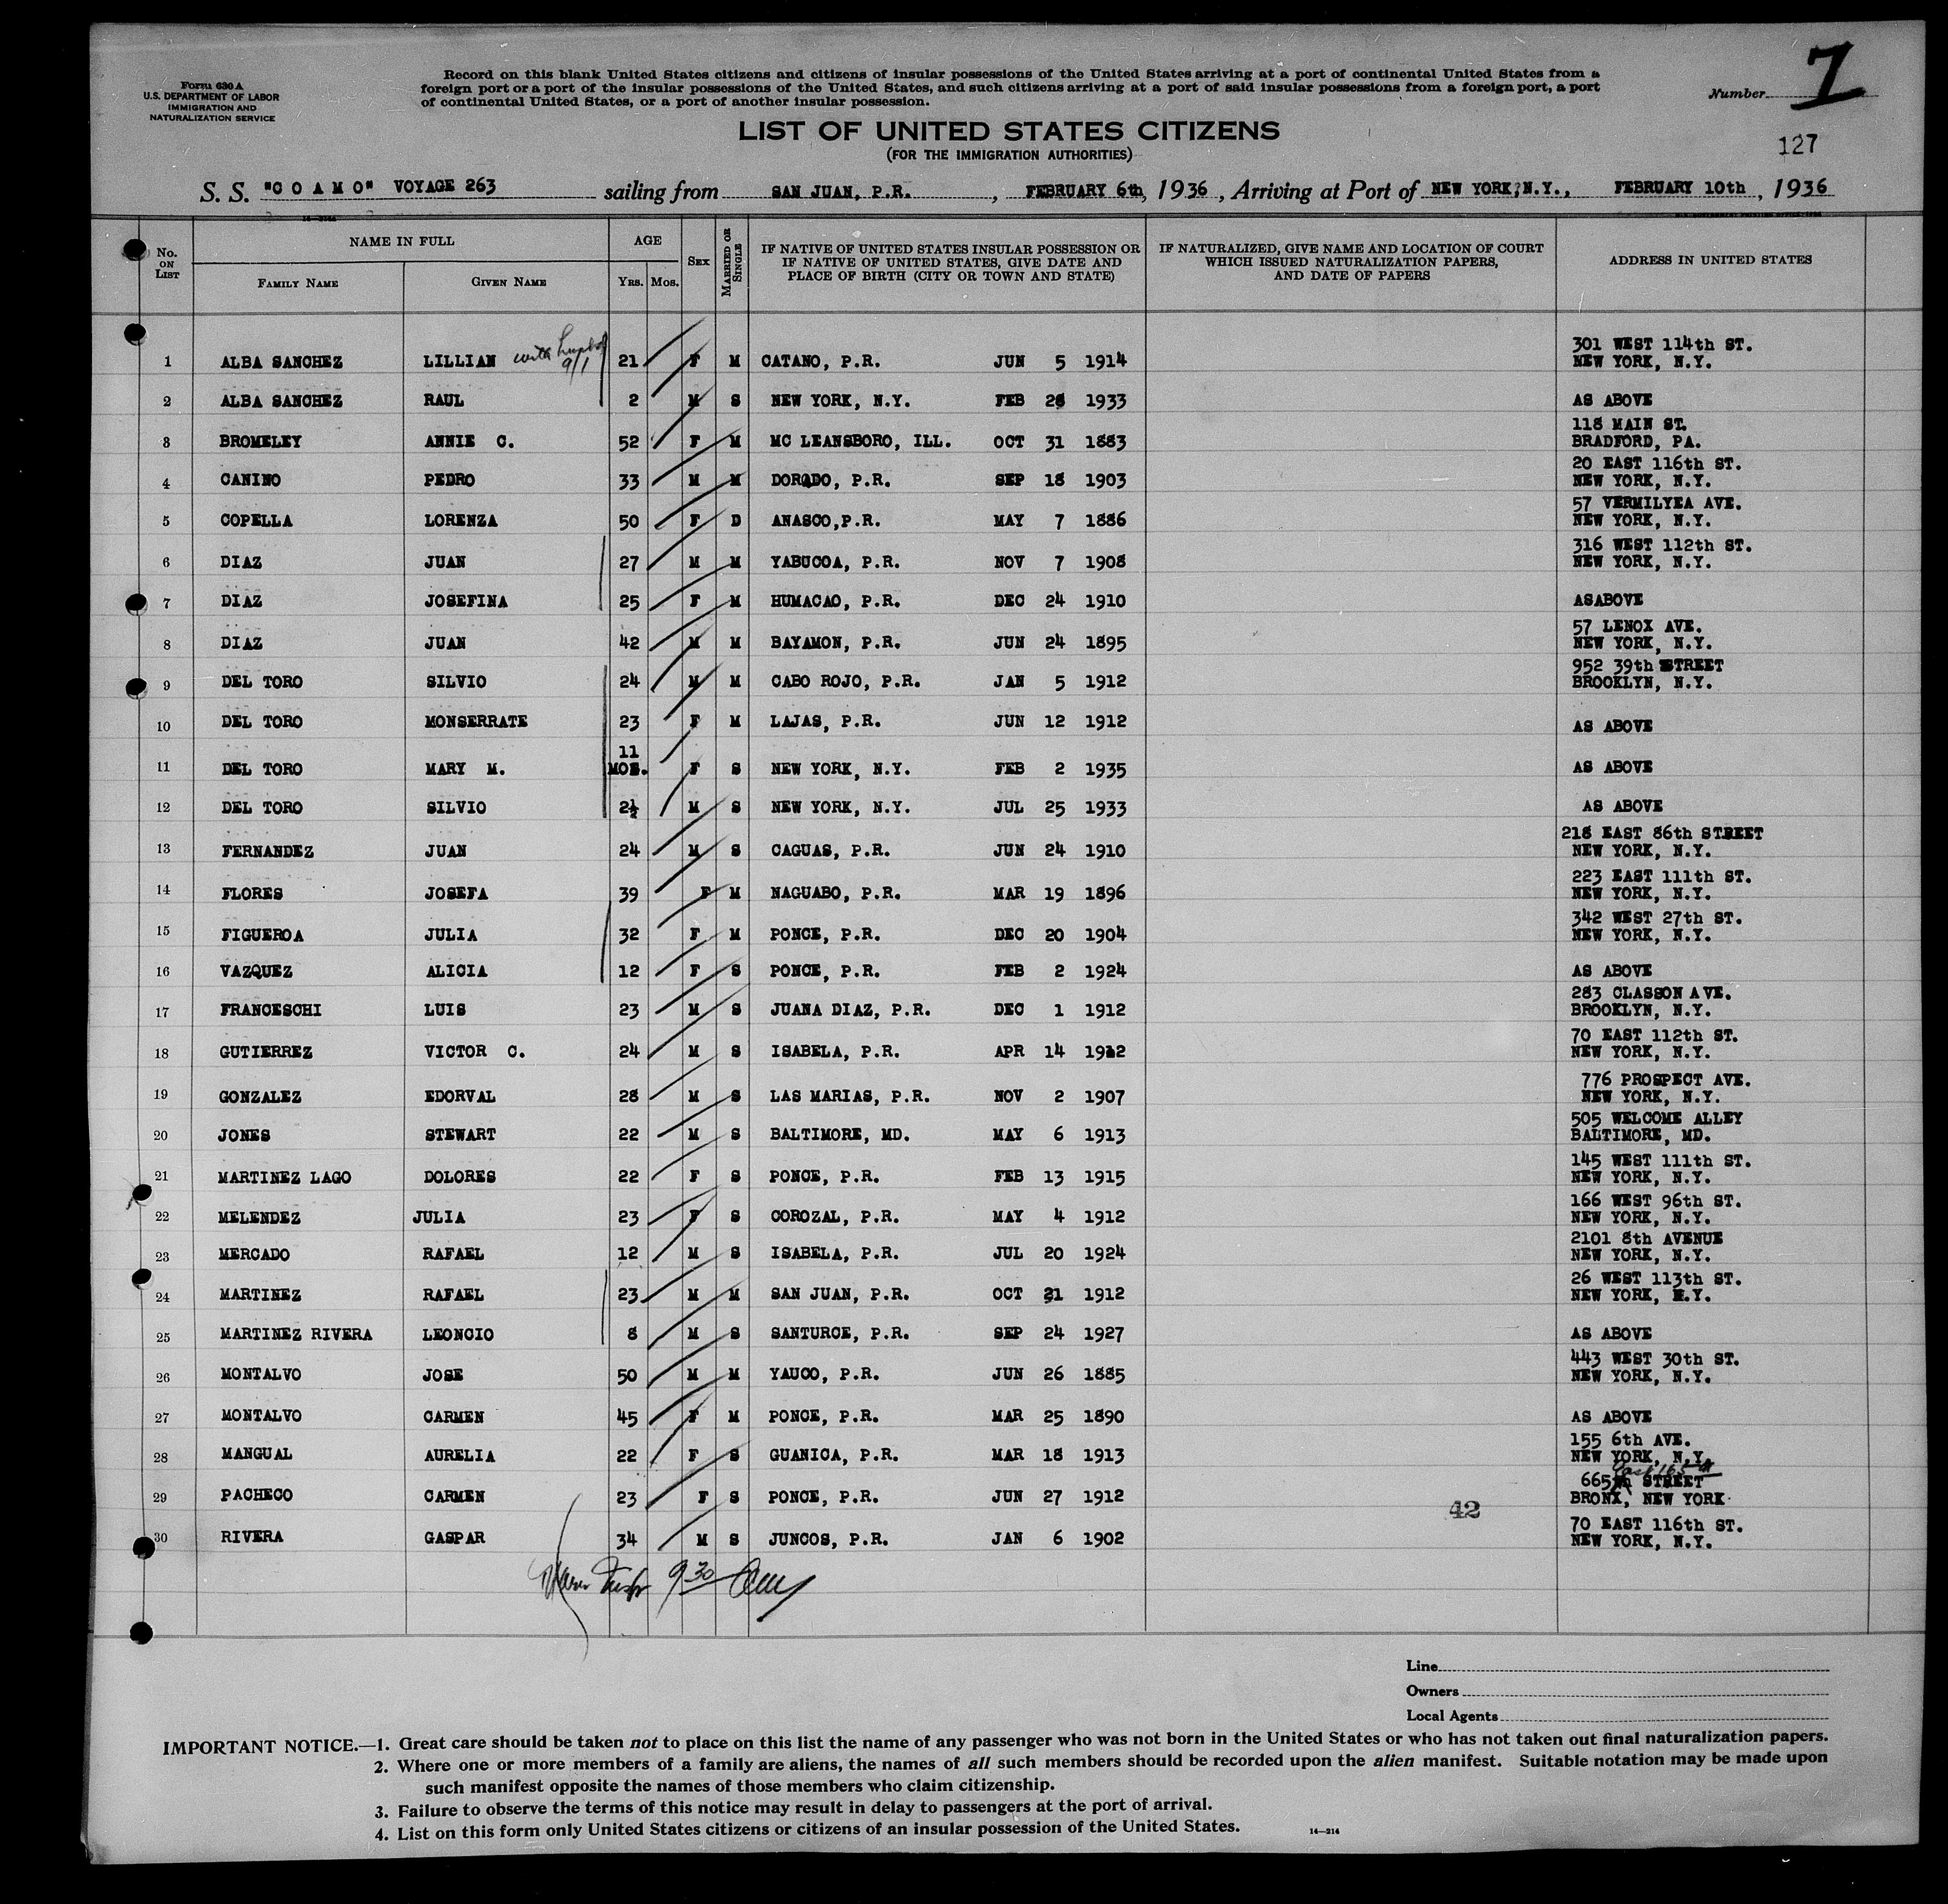 Form 630 A
U.S. DEPARTMENT OF LABOR
IMMIGRATION AND
NATURALIZATION SERVICE
Record on this blank United States citizens and citizens of insular possessions of the United States arriving at a port of continental United States from a
foreign port or a port of the insular possessions of the United States, and such citizens arriving at a port of said insular possessions from a foreign port, a port
of continental United States, or a port of another insular possession.
Number 7
LIST OF UNITED STATES CITIZENS
(FOR THE IMMIGRATION AUTHORITIES)
127
S. S. "COAMO" VOYAGE 263 sailing from SAN JUAN, P.R., FEBRUARY 6th, 1936, Arriving at Port of NEW YORK, N.Y., FEBRUARY 10th, 1936
No. ON LIST NAME IN FULL FAMILY NAME GIVEN NAME AGE YRS. MOS. SEX MARRIED OR SINGLE
IF NATIVE OF UNITED STATES INSULAR POSSESSION OR
IF NATIVE OF UNITED STATES, GIVE DATE AND
PLACE OF BIRTH (CITY OR TOWN AND STATE)
IF NATURALIZED, GIVE NAME AND LOCATION OF COURT
WHICH ISSUED NATURALIZATION PAPERS,
AND DATE OF PAPERS
ADDRESS IN UNITED STATES
301 WEST 114th ST.
1 ALBA SANCHEZ LILLIAN with 9/1 21 F M CATANO, P.R. JUN 5 1914 NEW YORK, N.Y.
2 ALBA SANCHEZ RAUL 2 M S NEW YORK, N.Y. FEB 28 1933 AS ABOVE
118 MAIN ST.
3 BROMELEY ANNIE C. 52 F M MC LEANSBORO, ILL. OCT 31 1883 BRADFORD, PA.
20 EAST 116th ST.
4 CANINO PEDRO 33 M M DORADO, P.R. SEP 18 1903 NEW YORK, N.Y.
57 VERMILYEA AVE.
5 COPELLA LORENZA 50 F D ANASCO,P.R. MAY 7 1886 NEW YORK, N.Y.
316 WEST 112th ST.
6 DIAZ JUAN 27 M M YABUCOA, P.R. NOV 7 1908 NEW YORK, N.Y.
7 DIAZ JOSEFINA 25 F M HUMACAO, P.R. DEC 24 1910 ASABOVE
57 LENOX AVE.
8 DIAZ JUAN 42 M M BAYAMON, P.R. JUN 24 1895 NEW YORK, N.Y.
952 39th STREET
9 DEL TORO SILVIO 24 M M CABO ROJO, P.R. JAN 5 1912 BROOKLYN, N.Y.
10 DEL TORO MONSERRATE 23 F M LAJAS, P.R. JUN 12 1912 AS ABOVE
11
11 DEL TORO MARY M. MOS. F S NEW YORK, N.Y. FEB 2 1935 AS ABOVE
12 DEL TORO SILVIO 2½ M S NEW YORK, N.Y. JUL 25 1933 AS ABOVE
218 EAST 86th STREET
13 FERNANDEZ JUAN 24 M S CAGUAS, P.R. JUN 24 1910 NEW YORK, N.Y.
223 EAST 111th ST.
14 FLORES JOSEFA 39 F M NAGUABO, P.R. MAR 19 1896 NEW YORK, N.Y.
342 WEST 27th ST.
15 FIGUEROA JULIA 32 F M PONCE, P.R. DEC 20 1904 NEW YORK, N.Y.
16 VAZQUEZ ALICIA 12 F S PONCE, P.R. FEB 2 1924 AS ABOVE
283 CLASSON AVE.
17 FRANCESCHI LUIS 23 M S JUANA DIAZ, P.R. DEC 1 1912 BROOKLYN, N.Y.
70 EAST 112th ST.
18 GUTIERREZ VICTOR C. 24 M S ISABELA, P.R. APR 14 1912 NEW YORK, N.Y.
776 PROSPECT AVE.
19 GONZALEZ EDORVAL 28 M S LAS MARIAS, P.R. NOV 2 1907 NEW YORK, N.Y.
505 WELCOME ALLEY
20 JONES STEWART 22 M S BALTIMORE, MD. MAY 6 1913 BALTIMORE, MD.
145 WEST 111th ST.
21 MARTINEZ LAGO DOLORES 22 F S PONCE, P.R. FEB 13 1915 NEW YORK, N.Y.
166 WEST 96th ST.
22 MELENDEZ JULIA 23 F S COROZAL, P.R. MAY 4 1912 NEW YORK, N.Y.
2101 8th AVENUE
23 MERCADO RAFAEL 12 M S ISABELA, P.R. JUL 20 1924 NEW YORK, N.Y.
26 WEST 113th ST.
24 MARTINEZ RAFAEL 23 M M SAN JUAN, P.R. OCT 31 1912 NEW YORK, N.Y.
25 MARTINEZ RIVERA LEONCIO 8 M S SANTURCE, P.R. SEP 24 1927 AS ABOVE
443 WEST 30th ST.
26 MONTALVO JOSE 50 M M YAUCO, P.R. JUN 26 1885 NEW YORK, N.Y.
27 MONTALVO CARMEN 45 F M PONCE, P.R. MAR 25 1890 AS ABOVE
155 6th AVE.
28 MANGUAL AURELIA 22 F S GUANICA, P.R. MAR 18 1913 NEW YORK, N.Y.
East 165th
665th STREET
29 PACHECO CARMEN 23 F S PONCE, P.R. JUN 27 1912 BRONX, NEW YORK
42
70 EAST 116th ST.
30 RIVERA GASPAR 34 M S JUNCOS, P.R. JAN 6 1902 NEW YORK, N.Y.
9 30
Line
Owners
Local Agents
IMPORTANT NOTICE.—1. Great care should be taken not to place on this list the name of any passenger who was not born in the United States or who has not taken out final naturalization papers.
2. Where one or more members of a family are aliens, the names of all such members should be recorded upon the alien manifest. Suitable notation may be made upon
such manifest opposite the names of those members who claim citizenship.
3. Failure to observe the terms of this notice may result in delay to passengers at the port of arrival.
4. List on this form only United States citizens or citizens of an insular possession of the United States.
14—214